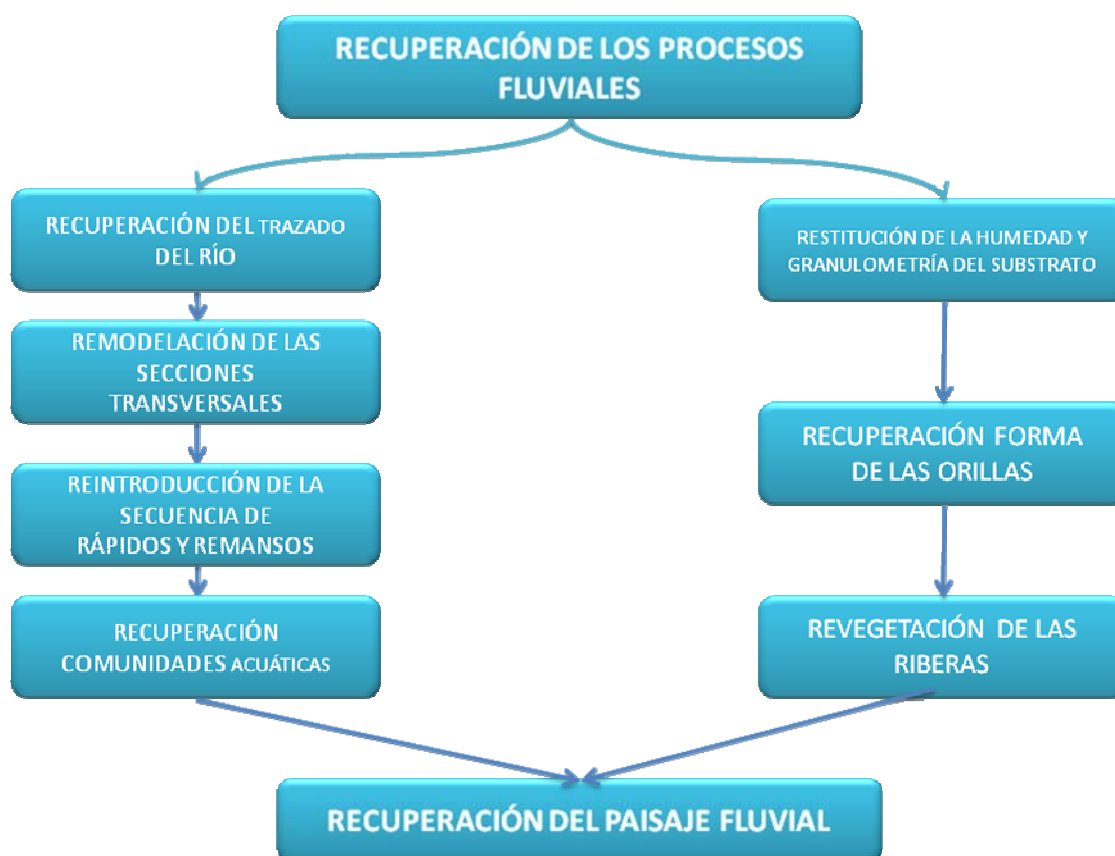 RECUPERACIÓN DE LOS PROCESOS
FLUVIALES
RECUPERACIÓN DEL TRAZADO
DEL RÍO
REMODELACIÓN DE LAS
SECCIONES
TRANSVERSALES
REINTRODUCCIÓN DE LA
SECUENCIA DE
RÁPIDOS Y REMANSOS
RECUPERACIÓN
COMUNIDADES ACUÁTICAS
RESTITUCIÓN DE LA HUMEDAD Y
GRANULOMETRÍA DEL SUBSTRATO
RECUPERACIÓN FORMA
DE LAS ORILLAS
REVEGETACIÓN DE LAS
RIBERAS
RECUPERACIÓN DEL PAISAJE FLUVIAL